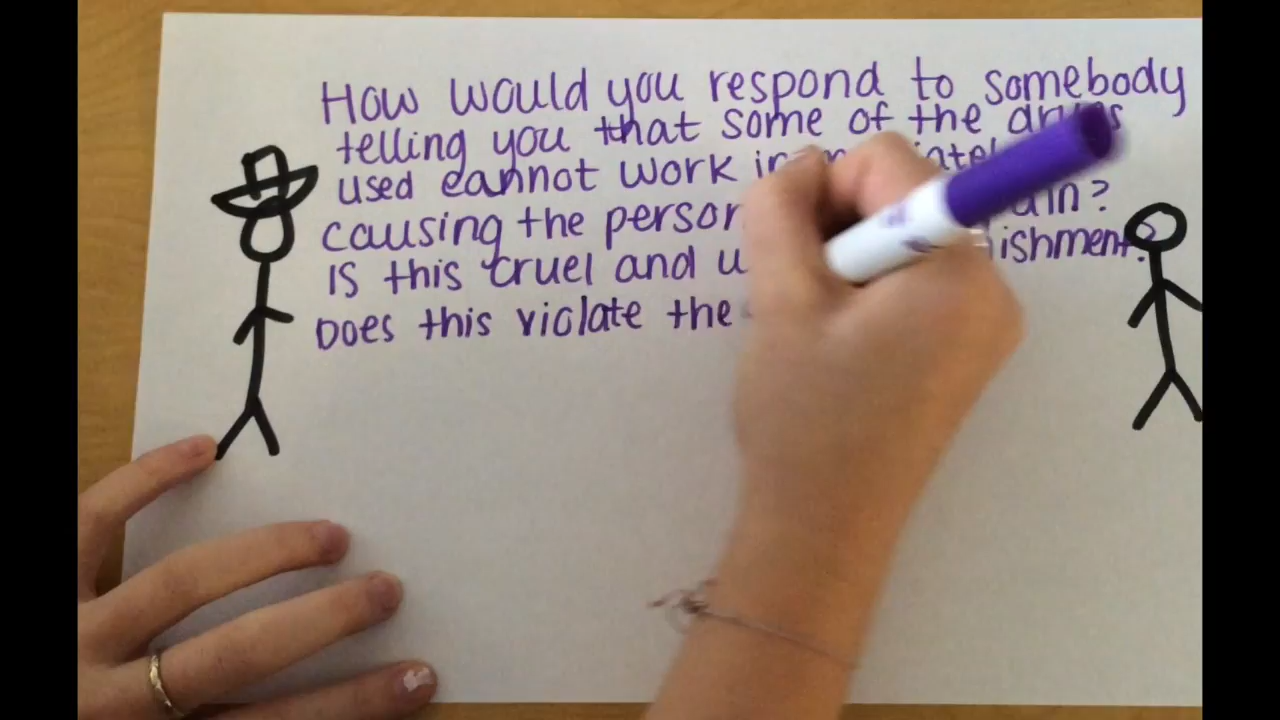 How would you respond to somebody
telling you that some of the drugs
used cannot work
causing the person
Is this cruel and
Does this violate the